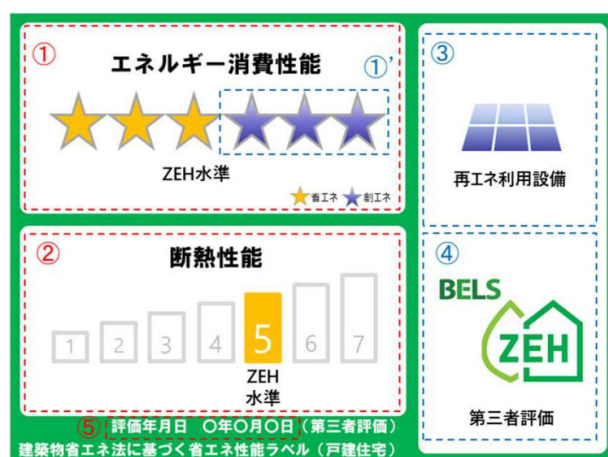 ①
エネルギー消費性能
①’
ZEH水準
★省エネ ★創エネ
②
断熱性能
1 2 3 4 5 6 7
ZEH
水準
⑤ 評価年月日 〇年〇月〇日 (第三者評価)
建築物省エネ法に基づく省エネ性能ラベル(戸建住宅)
③
再エネ利用設備
④
BELS
ZEH
第三者評価